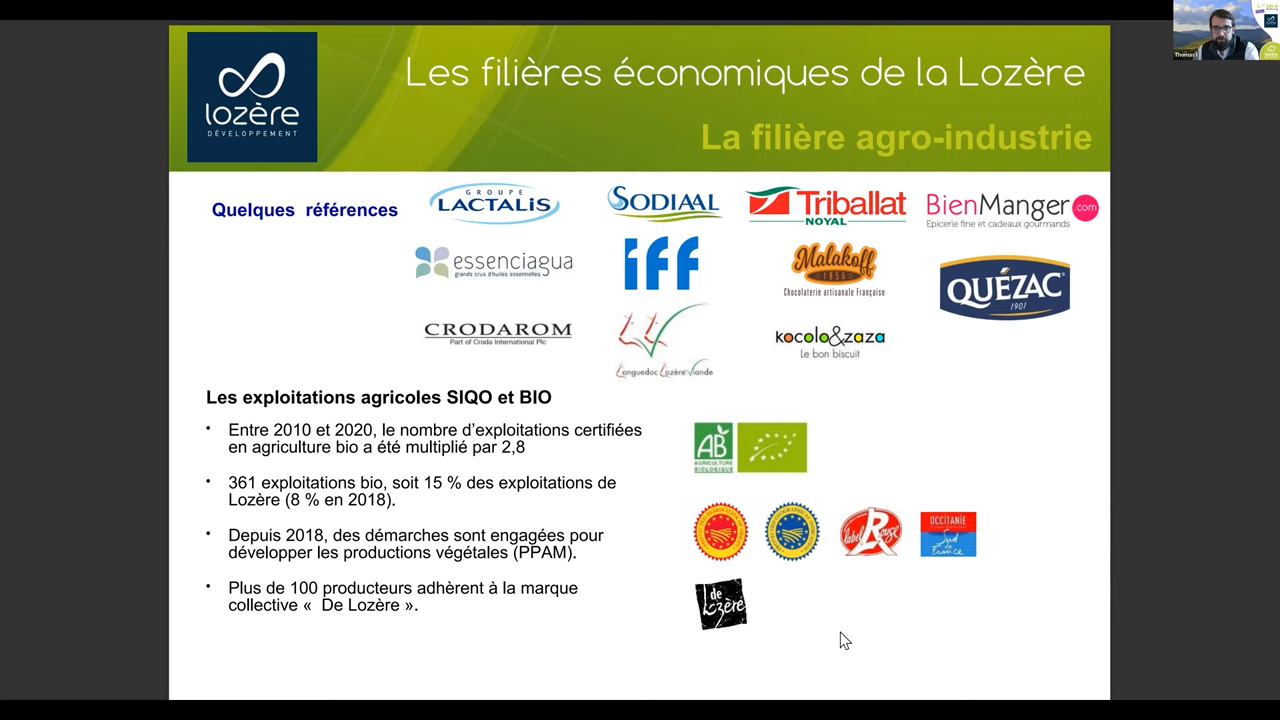 Les filières économiques de la Lozère
La filière agro-industrie
lozère
DÉVELOPPEMENT
Thomas
Quelques références
GROUPE
LACTALIS
SODIAAL
Triballat
NOYAL
BienManger.com
Epicerie fine et cadeaux gourmands
essenciagua
grands crus d'huiles essentielles
iff
Malakoff
1855
Chocolaterie artisanale Française
QUÉZAC
1901
CRODAROM
Part of Croda International Plc
Languedoc Lozère Viande
kocolo&zaza
Le bon biscuit
Les exploitations agricoles SIQO et BIO
• Entre 2010 et 2020, le nombre d'exploitations certifiées
en agriculture bio a été multiplié par 2,8
• 361 exploitations bio, soit 15 % des exploitations de
Lozère (8 % en 2018).
• Depuis 2018, des démarches sont engagées pour
développer les productions végétales (PPAM).
• Plus de 100 producteurs adhèrent à la marque
collective « De Lozère ».
AB
AGRICULTURE
BIOLOGIQUE
label Rouge
OCCITANIE
Sud de France
de
Lozère